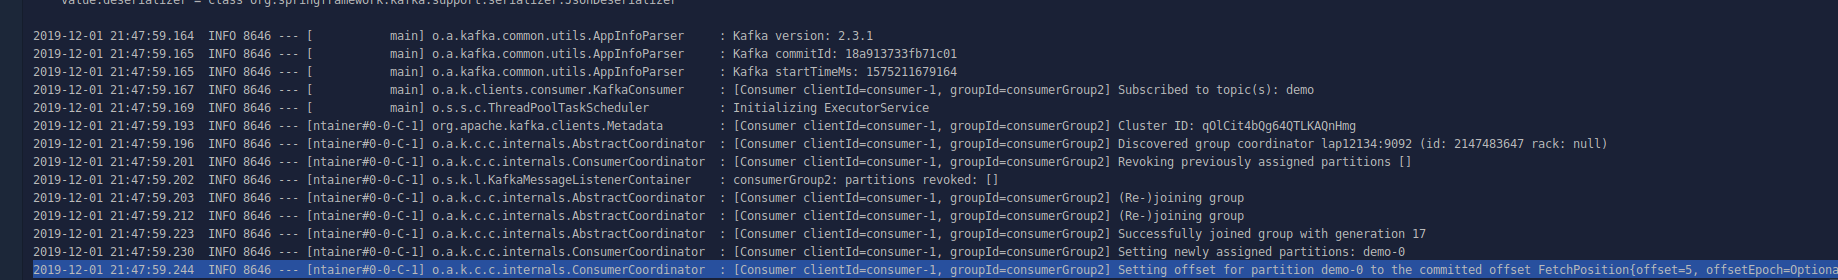 value.deserializer = class org.springframework.kafka.support.serializer.JsonDeserializer
2019-12-01 21:47:59.164  INFO 8646 --- [           main] o.a.kafka.common.utils.AppInfoParser     : Kafka version: 2.3.1
2019-12-01 21:47:59.165  INFO 8646 --- [           main] o.a.kafka.common.utils.AppInfoParser     : Kafka commitId: 18a913733fb71c01
2019-12-01 21:47:59.165  INFO 8646 --- [           main] o.a.kafka.common.utils.AppInfoParser     : Kafka startTimeMs: 1575211679164
2019-12-01 21:47:59.167  INFO 8646 --- [           main] o.a.k.clients.consumer.KafkaConsumer     : [Consumer clientId=consumer-1, groupId=consumerGroup2] Subscribed to topic(s): demo
2019-12-01 21:47:59.169  INFO 8646 --- [           main] o.s.s.c.ThreadPoolTaskScheduler          : Initializing ExecutorService
2019-12-01 21:47:59.193  INFO 8646 --- [ntainer#0-0-C-1] org.apache.kafka.clients.Metadata        : [Consumer clientId=consumer-1, groupId=consumerGroup2] Cluster ID: qOlCit4bQg64QTLKAQnHmg
2019-12-01 21:47:59.196  INFO 8646 --- [ntainer#0-0-C-1] o.a.k.c.c.internals.AbstractCoordinator  : [Consumer clientId=consumer-1, groupId=consumerGroup2] Discovered group coordinator lap12134:9092 (id: 2147483647 rack: null)
2019-12-01 21:47:59.201  INFO 8646 --- [ntainer#0-0-C-1] o.a.k.c.c.internals.ConsumerCoordinator  : [Consumer clientId=consumer-1, groupId=consumerGroup2] Revoking previously assigned partitions []
2019-12-01 21:47:59.202  INFO 8646 --- [ntainer#0-0-C-1] o.s.k.l.KafkaMessageListenerContainer    : consumerGroup2: partitions revoked: []
2019-12-01 21:47:59.203  INFO 8646 --- [ntainer#0-0-C-1] o.a.k.c.c.internals.AbstractCoordinator  : [Consumer clientId=consumer-1, groupId=consumerGroup2] (Re-)joining group
2019-12-01 21:47:59.212  INFO 8646 --- [ntainer#0-0-C-1] o.a.k.c.c.internals.AbstractCoordinator  : [Consumer clientId=consumer-1, groupId=consumerGroup2] (Re-)joining group
2019-12-01 21:47:59.223  INFO 8646 --- [ntainer#0-0-C-1] o.a.k.c.c.internals.AbstractCoordinator  : [Consumer clientId=consumer-1, groupId=consumerGroup2] Successfully joined group with generation 17
2019-12-01 21:47:59.230  INFO 8646 --- [ntainer#0-0-C-1] o.a.k.c.c.internals.ConsumerCoordinator  : [Consumer clientId=consumer-1, groupId=consumerGroup2] Setting newly assigned partitions: demo-0
2019-12-01 21:47:59.244  INFO 8646 --- [ntainer#0-0-C-1] o.a.k.c.c.internals.ConsumerCoordinator  : [Consumer clientId=consumer-1, groupId=consumerGroup2] Setting offset for partition demo-0 to the committed offset FetchPosition{offset=5, offsetEpoch=Option